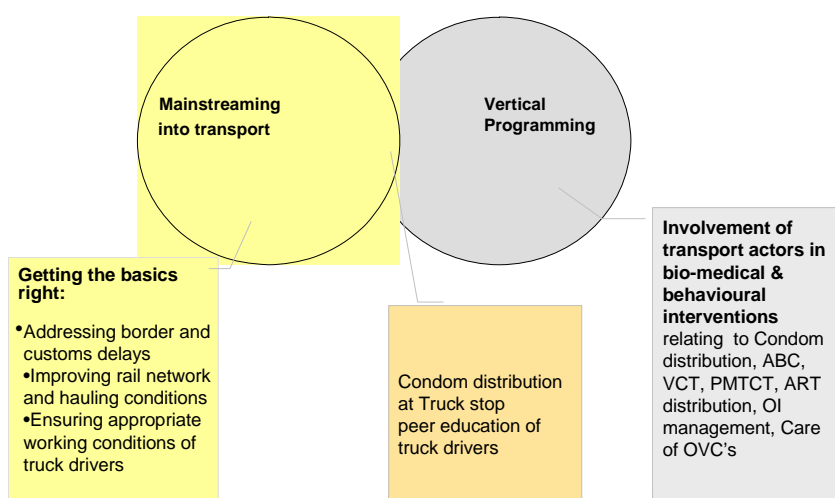 Mainstreaming
into transport
Vertical
Programming
Getting the basics
right:
•Addressing border and
customs delays
•Improving rail network
and hauling conditions
•Ensuring appropriate
working conditions of
truck drivers
Condom distribution
at Truck stop
peer education of
truck drivers
Involvement of
transport actors in
bio-medical &
behavioural
interventions
relating to Condom
distribution, ABC,
VCT, PMTCT, ART
distribution, OI
management, Care
of OVC's